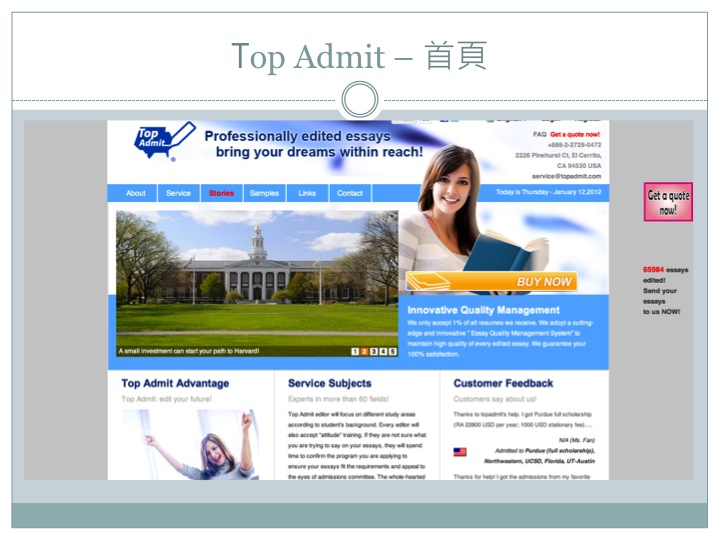 Top Admit – 首頁
Top
Admit
Professionally edited essays
bring your dreams within reach!
FAQ Get a quote now!
+886-2-2729-0472
2226 Pinehurst Ct, El Cerrito,
CA 94530 USA
service@topadmit.com
About Service Stories Samples Links Contact
Today is Thursday - January 12,2012
Get a quote
now!
65984 essays
edited!
Send your
essays
to us NOW!
BUY NOW
A small investment can start your path to Harvard!
1 2 3 4 5
Innovative Quality Management
We only accept 1% of all resumes we receive. We adopt a cutting-
edge and innovative " Essay Quality Management System" to
maintain high quality of every edited essay. We guarantee your
100% satisfaction.
Top Admit Advantage
Top Admit: edit your future!
Service Subjects
Experts in more than 60 fields!
Top Admit editor will focus on different study areas
according to student's background. Every editor will
also accept "attitude" training. If they are not sure what
you are trying to say on your essays, they will spend
time to confirm the program you are applying to
ensure your essays fit the requirements and appeal to
the eyes of admissions committee. The whole-hearted
Customer Feedback
Customers say about us!
Thanks to topadmit's help. I got Purdue full scholarship
(RA 22800 USD per year; 1000 USD stationery fee)....
N/A (Ms. Fan)
Admitted to Purdue (full scholarship),
Northwestern, UCSD, Florida, UT-Austin
Thanks for help! I got the admissions from my favorite